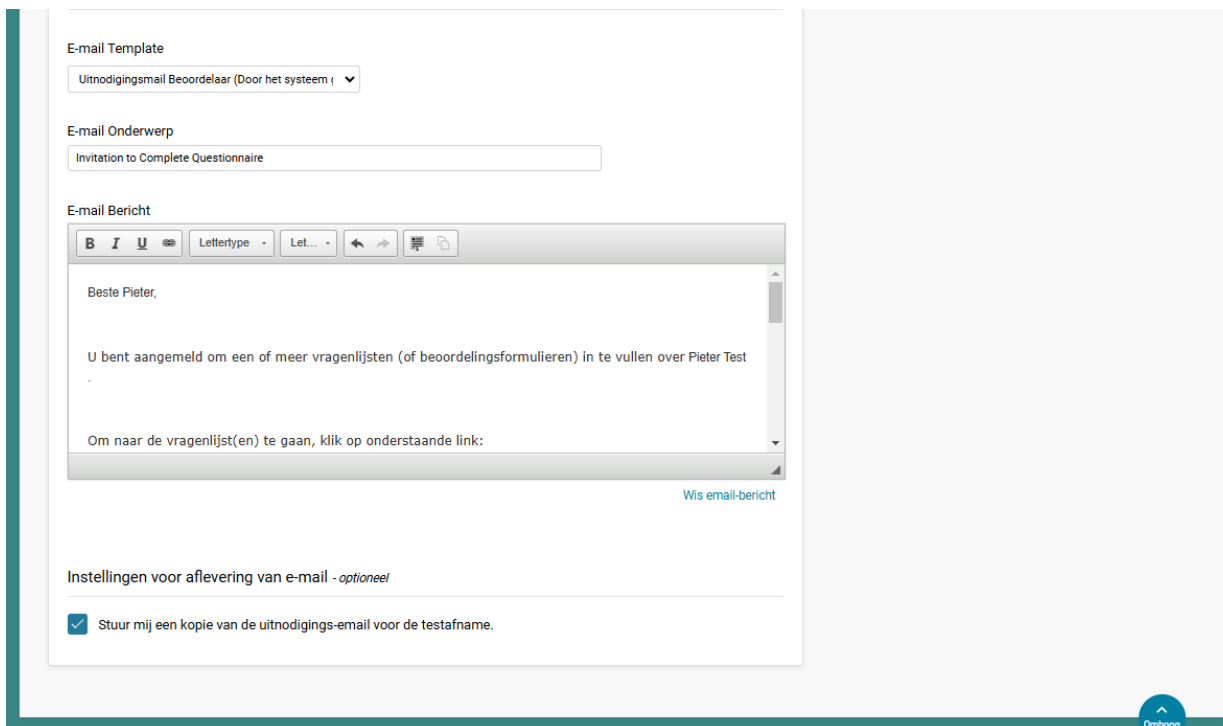 E-mail Template
Uitnodigingsmail Beoordelaar (Door het systeem
E-mail Onderwerp
Invitation to Complete Questionnaire
E-mail Bericht
B I U Lettertype Let...
Beste Pieter,
U bent aangemeld om een of meer vragenlijsten (of beoordelingsformulieren) in te vullen over Pieter Test
.
Om naar de vragenlijst(en) te gaan, klik op onderstaande link:
Wis email-bericht
Instellingen voor aflevering van e-mail - optioneel
Stuur mij een kopie van de uitnodigings-email voor de testafname.
Omhoog